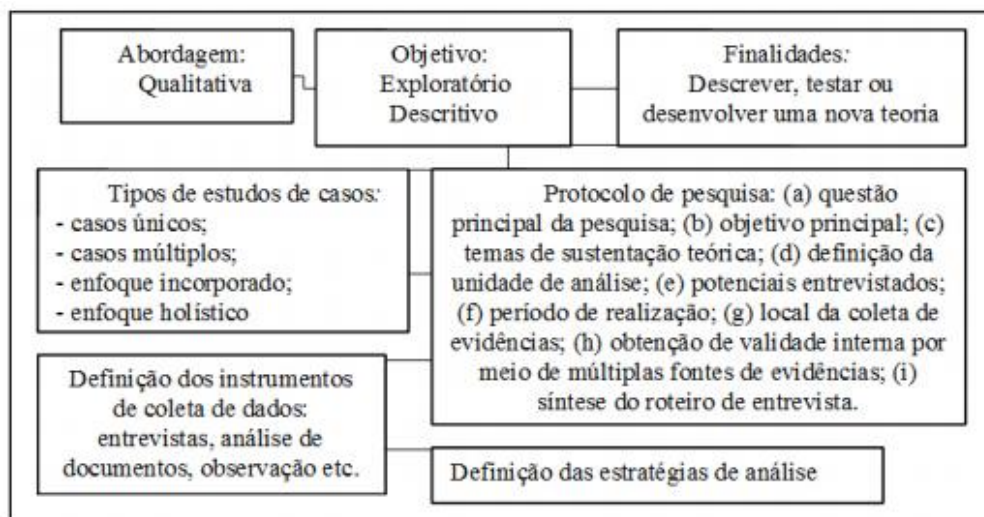 Abordagem:
Qualitativa
Objetivo:
Exploratório
Descritivo
Finalidades:
Descrever, testar ou
desenvolver uma nova teoria
Tipos de estudos de casos:
- casos únicos;
- casos múltiplos;
- enfoque incorporado;
- enfoque holístico
Protocolo de pesquisa: (a) questão
principal da pesquisa; (b) objetivo principal; (c)
temas de sustentação teórica; (d) definição da
unidade de análise; (e) potenciais entrevistados;
(f) período de realização; (g) local da coleta de
evidências; (h) obtenção de validade interna por
meio de múltiplas fontes de evidências; (i)
síntese do roteiro de entrevista.
Definição dos instrumentos
de coleta de dados:
entrevistas, análise de
documentos, observação etc.
Definição das estratégias de análise